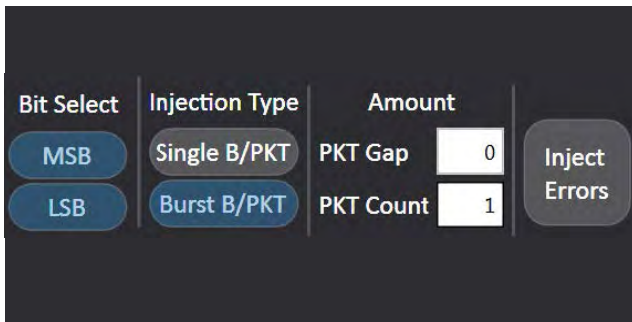 Bit Select
MSB
LSB
Injection Type
Single B/PKT
Burst B/PKT
Amount
PKT Gap 0
PKT Count 1
Inject
Errors